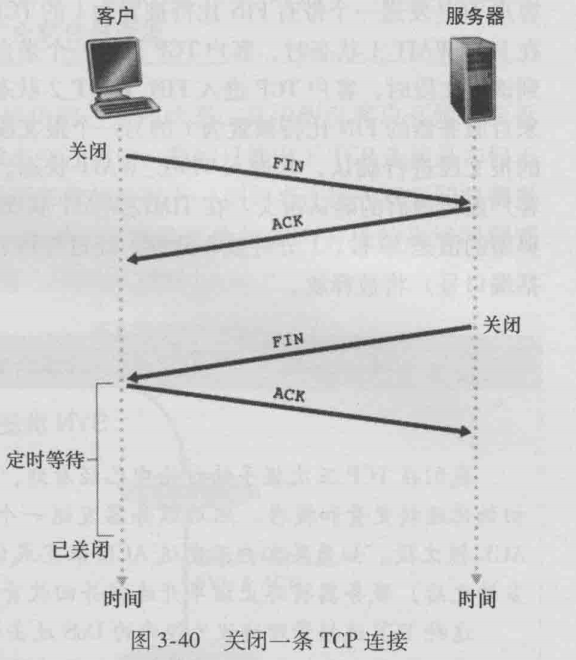 客户
服务器
关闭
FIN
ACK
关闭
FIN
ACK
定时等待
已关闭
时间
时间
图 3-40 关闭一条 TCP 连接